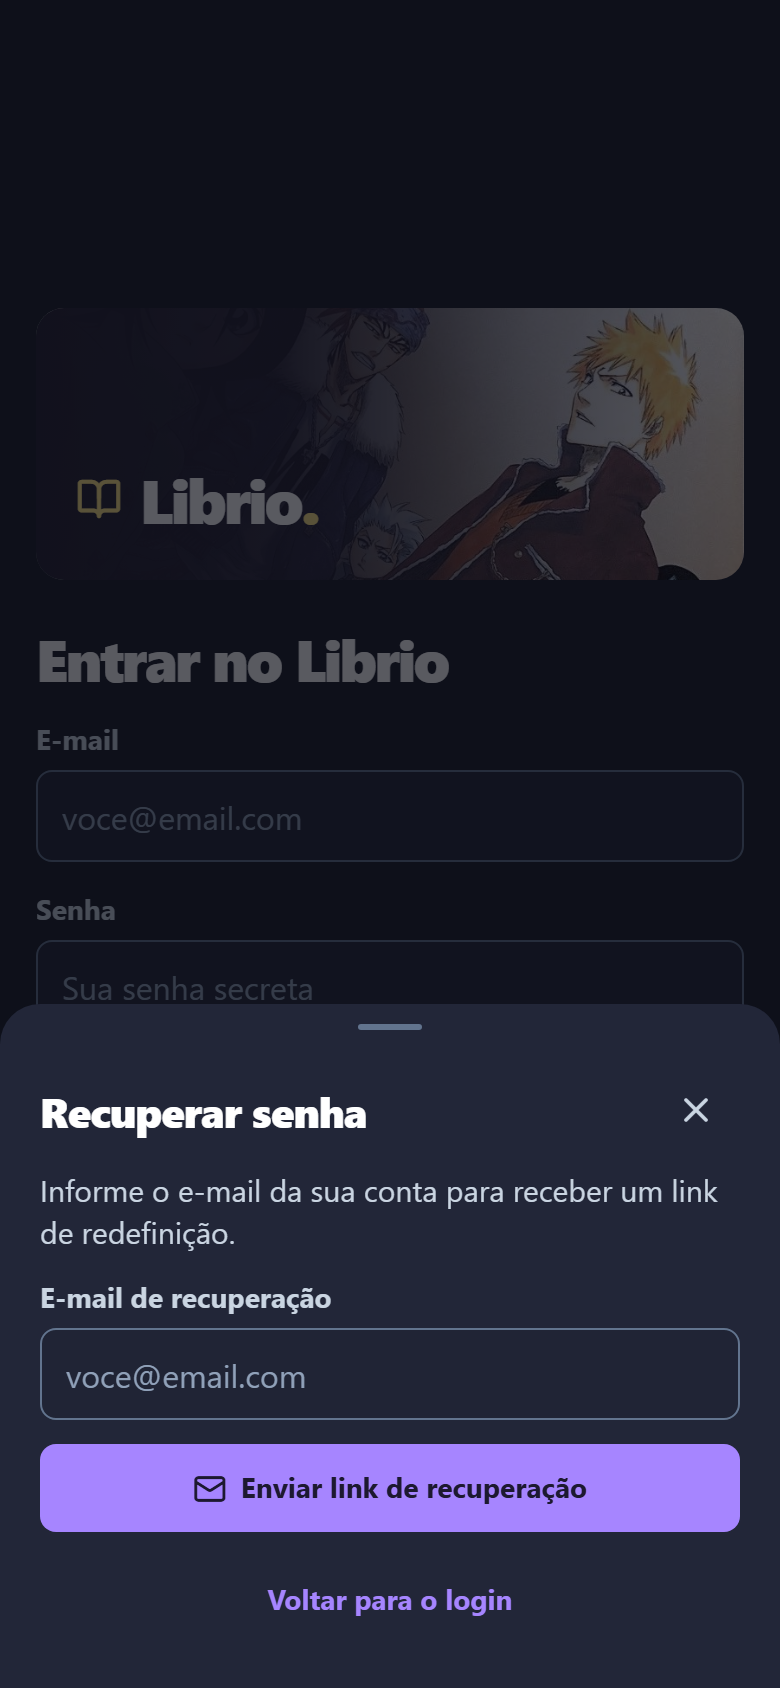 Librio.
Entrar no Librio
E-mail
voce@email.com
Senha
Sua senha secreta
Recuperar senha
Informe o e-mail da sua conta para receber um link
de redefinição.
E-mail de recuperação
voce@email.com
Enviar link de recuperação
Voltar para o login